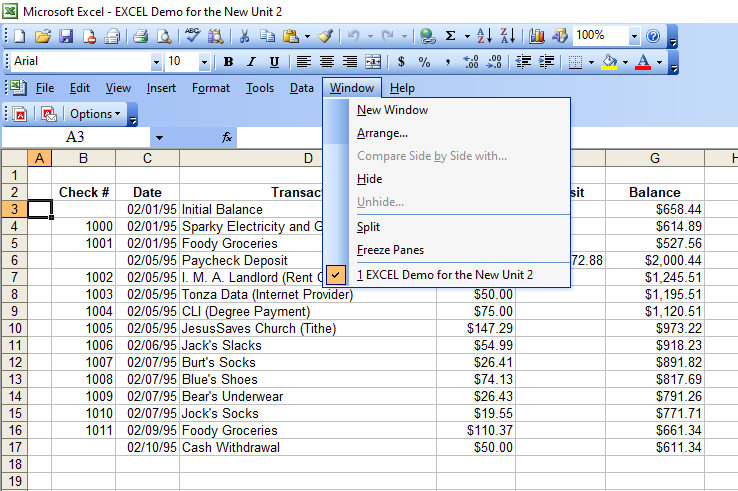 Microsoft Excel - EXCEL Demo for the New Unit 2
Σ 100%
Arial 10 B I U $ % ,
File Edit View Insert Format Tools Data Window Help
Options
A3 fx
New Window
Arrange...
Compare Side by Side with...
Hide
Unhide...
Split
Freeze Panes
1 EXCEL Demo for the New Unit 2
A B C D G
1
2 Check # Date Balance
3 02/01/95 Initial Balance $658.44
4 1000 02/01/95 Sparky Electricity and $614.89
5 1001 02/01/95 Foody Groceries $527.56
6 02/05/95 Paycheck Deposit 72.88 $2,000.44
7 1002 02/05/95 I. M. A. Landlord (Rent $1,245.51
8 1003 02/05/95 Tonza Data (Internet Provider) $50.00 $1,195.51
9 1004 02/05/95 CLI (Degree Payment) $75.00 $1,120.51
10 1005 02/05/95 JesusSaves Church (Tithe) $147.29 $973.22
11 1006 02/06/95 Jack's Slacks $54.99 $918.23
12 1007 02/07/95 Burt's Socks $26.41 $891.82
13 1008 02/07/95 Blue's Shoes $74.13 $817.69
14 1009 02/07/95 Bear's Underwear $26.43 $791.26
15 1010 02/07/95 Jock's Socks $19.55 $771.71
16 1011 02/09/95 Foody Groceries $110.37 $661.34
17 02/10/95 Cash Withdrawal $50.00 $611.34
18
19